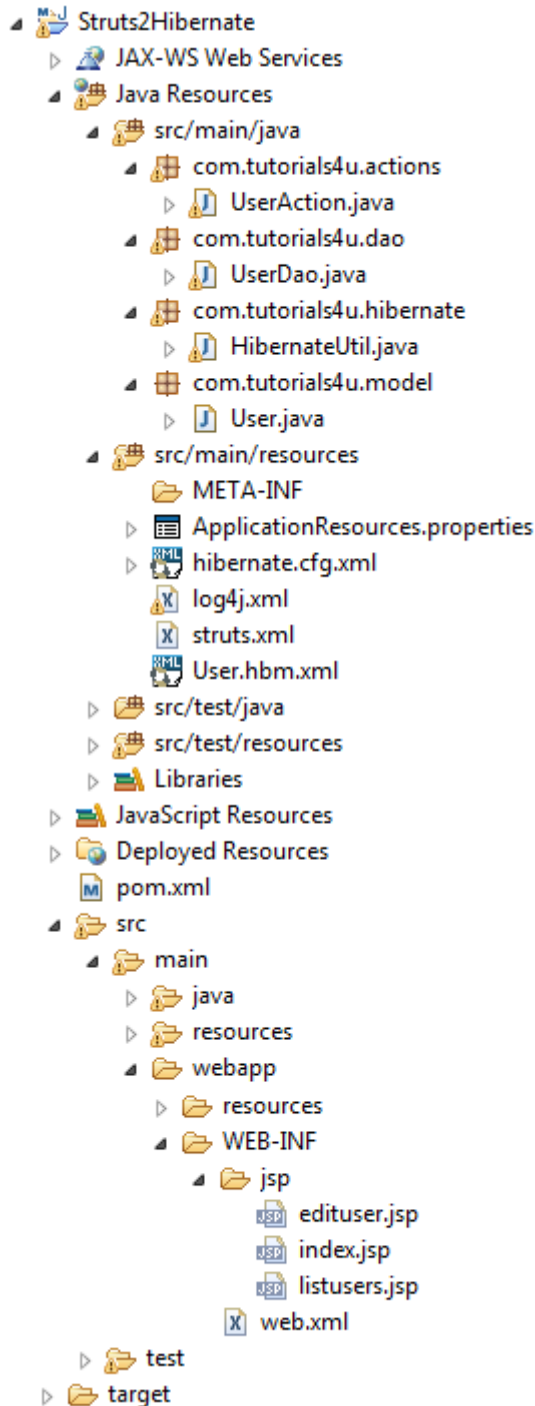 Struts2Hibernate
JAX-WS Web Services
Java Resources
src/main/java
com.tutorials4u.actions
UserAction.java
com.tutorials4u.dao
UserDao.java
com.tutorials4u.hibernate
HibernateUtil.java
com.tutorials4u.model
User.java
src/main/resources
META-INF
ApplicationResources.properties
hibernate.cfg.xml
log4j.xml
struts.xml
User.hbm.xml
src/test/java
src/test/resources
Libraries
JavaScript Resources
Deployed Resources
pom.xml
src
main
java
resources
webapp
resources
WEB-INF
jsp
edituser.jsp
index.jsp
listusers.jsp
web.xml
test
target